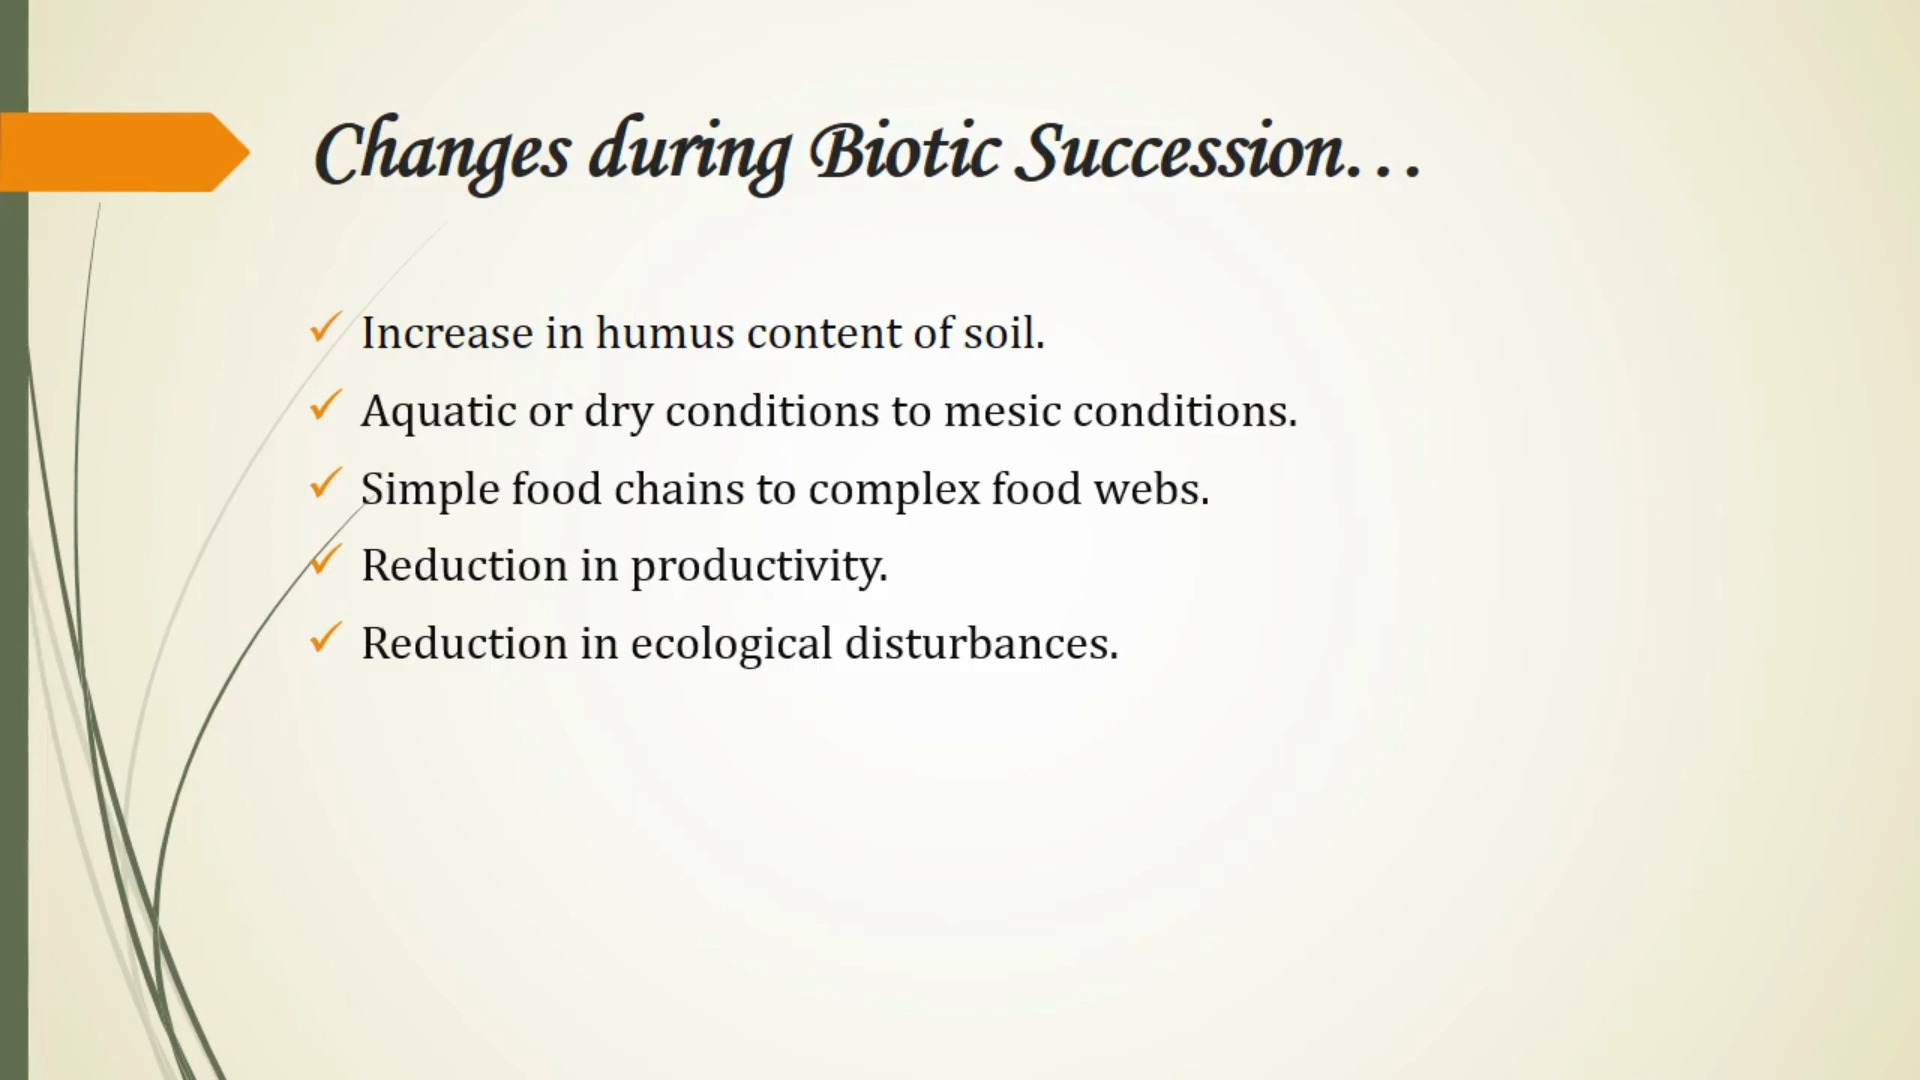 Changes during Biotic Succession...
Increase in humus content of soil.
Aquatic or dry conditions to mesic conditions.
Simple food chains to complex food webs.
Reduction in productivity.
Reduction in ecological disturbances.